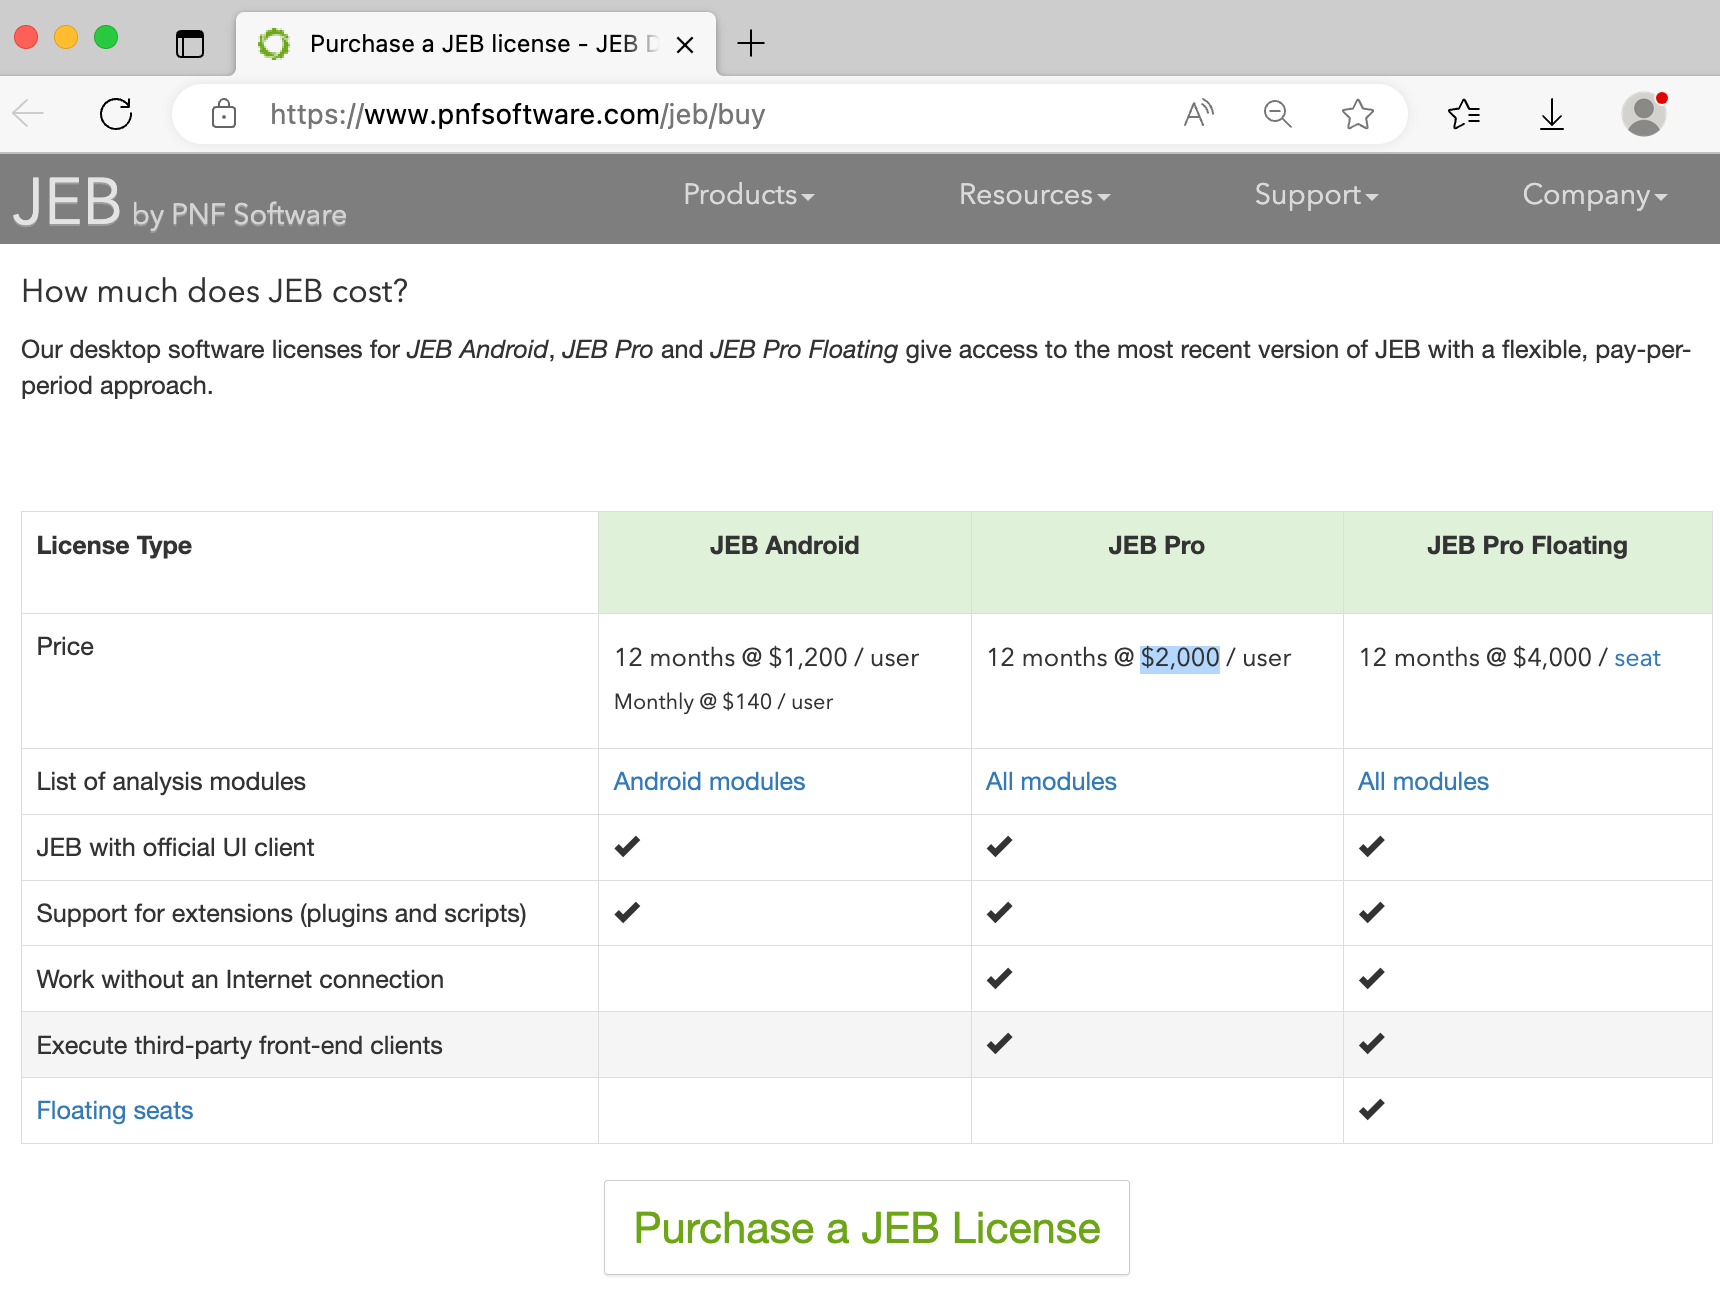 Purchase a JEB license - JEB D
https://www.pnfsoftware.com/jeb/buy
JEB by PNF Software
Products
Resources
Support
Company
How much does JEB cost?
Our desktop software licenses for JEB Android, JEB Pro and JEB Pro Floating give access to the most recent version of JEB with a flexible, pay-per-
period approach.
License Type
JEB Android
JEB Pro
JEB Pro Floating
Price
12 months @ $1,200 / user
Monthly @ $140 / user
12 months @ $2,000 / user
12 months @ $4,000 / seat
List of analysis modules
Android modules
All modules
All modules
JEB with official UI client
✔
✔
✔
Support for extensions (plugins and scripts)
✔
✔
✔
Work without an Internet connection
✔
✔
Execute third-party front-end clients
✔
✔
Floating seats
✔
Purchase a JEB License